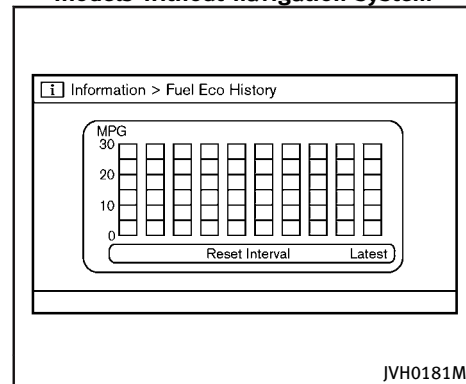 models without navigation system
i Information > Fuel Eco History
MPG
30
20
10
0
Reset Interval Latest
JVH0181M